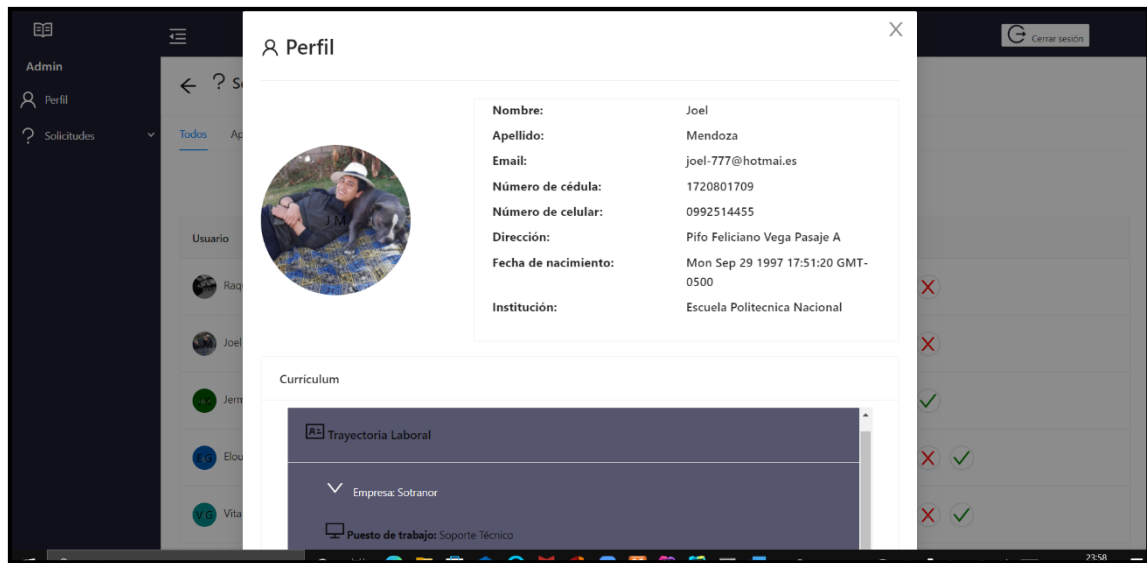 Admin
Perfil
Solicitudes
Cerrar sesión
Todos
Usuario
Joel
Perfil
J M
Nombre: Joel
Apellido: Mendoza
Email: joel-777@hotmai.es
Número de cédula: 1720801709
Número de celular: 0992514455
Dirección: Pifo Feliciano Vega Pasaje A
Fecha de nacimiento: Mon Sep 29 1997 17:51:20 GMT-
0500
Institución: Escuela Politecnica Nacional
Curriculum
Trayectoria Laboral
Empresa: Sotranor
Puesto de trabajo: Soporte Técnico
E G
V G
23:58